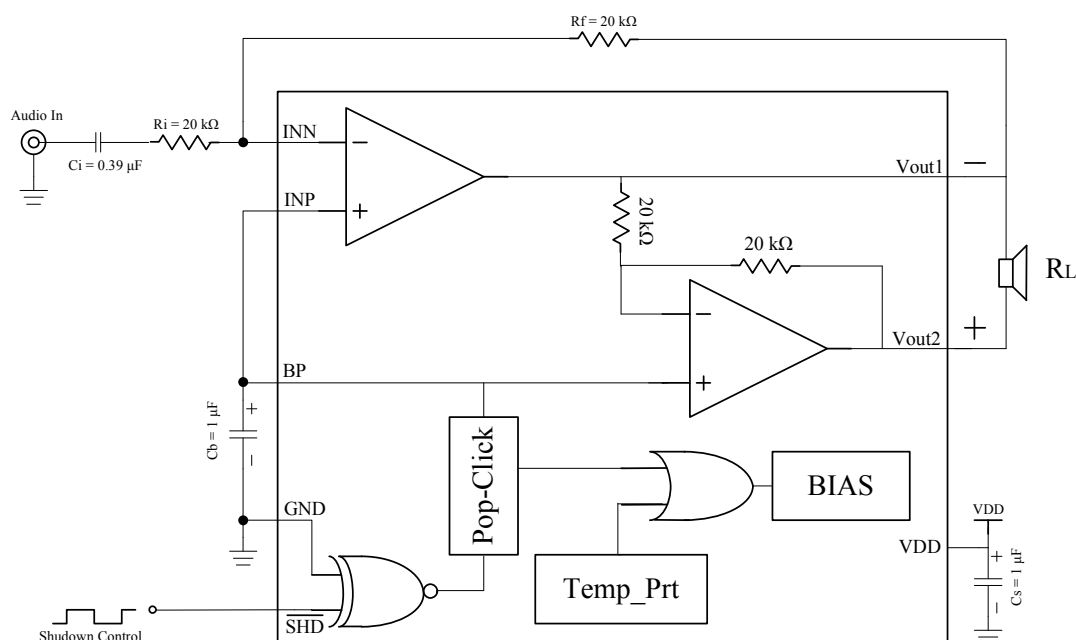 Rf = 20 kΩ
Audio In
Ri = 20 kΩ
Ci = 0.39 μF
INN
−
INP
+
Vout1
−
20 kΩ
20 kΩ
RL
−
Vout2
+
BP
+
+
Cb = 1 μF
−
Pop-Click
BIAS
GND
VDD
VDD
+
Cs = 1 μF
−
Temp_Prt
SHD
Shudown Control